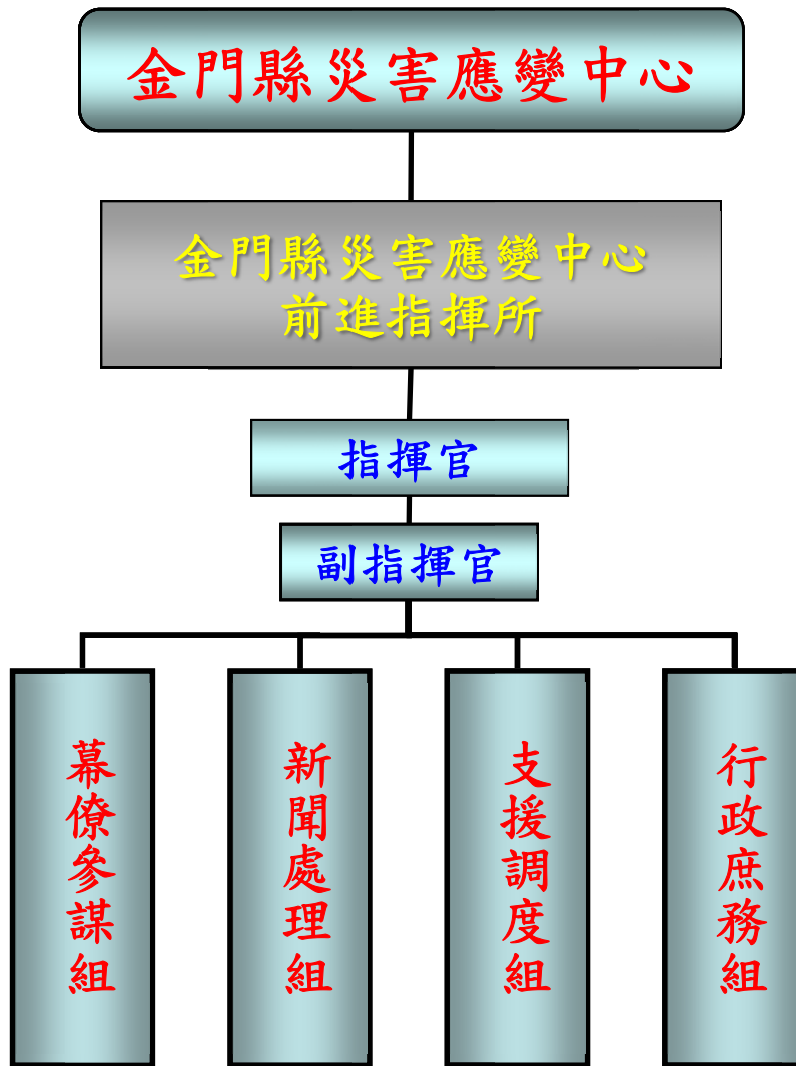 金門縣災害應變中心
金門縣災害應變中心
前進指揮所
指揮官
副指揮官
幕僚參謀組
新聞處理組
支援調度組
行政庶務組